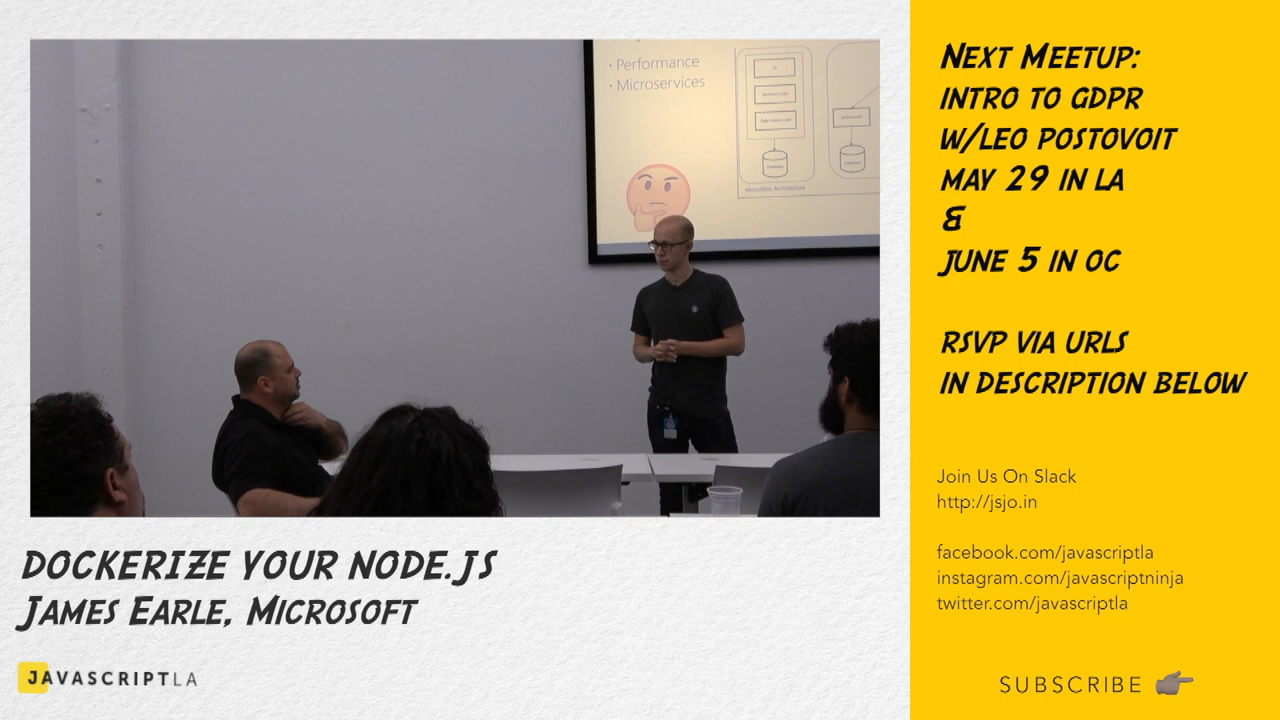 · Performance
· Microservices
Monolithic Architecture
DOCKERIZE YOUR NODE.JS
JAMES EARLE, MICROSOFT
JAVASCRIPTLA
NEXT MEETUP:
INTRO TO GDPR
W/LEO POSTOVOIT
MAY 29 IN LA
&
JUNE 5 IN OC
RSVP VIA URLS
IN DESCRIPTION BELOW
Join Us On Slack
http://jsjo.in
facebook.com/javascriptla
instagram.com/javascriptninja
twitter.com/javascriptla
SUBSCRIBE